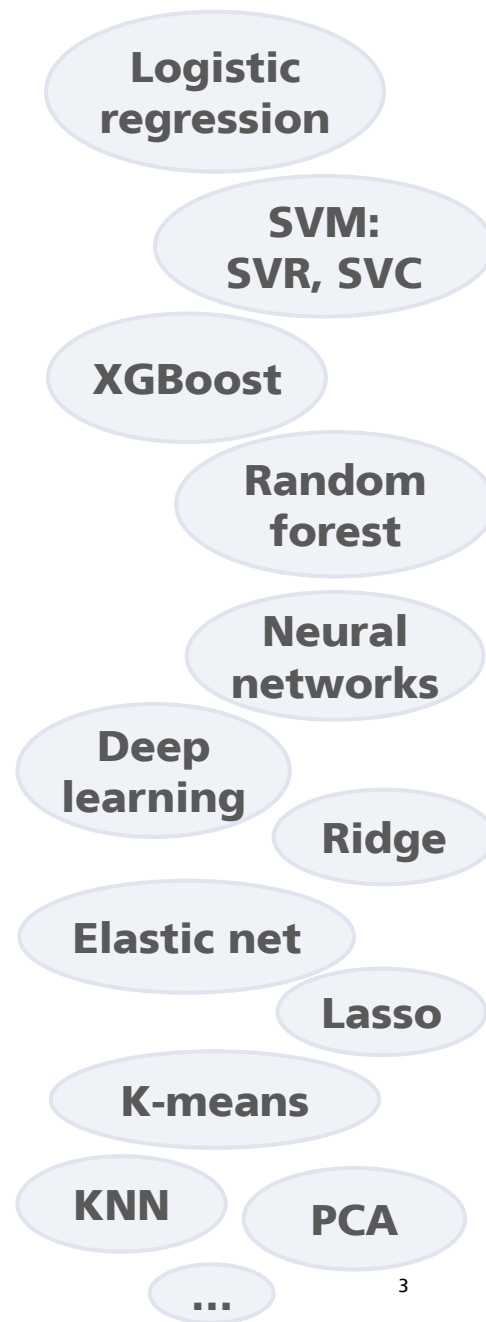 Logistic
regression
SVM:
SVR, SVC
XGBoost
Random
forest
Neural
networks
Deep
learning
Ridge
Elastic net
Lasso
K-means
KNN
PCA
...
3